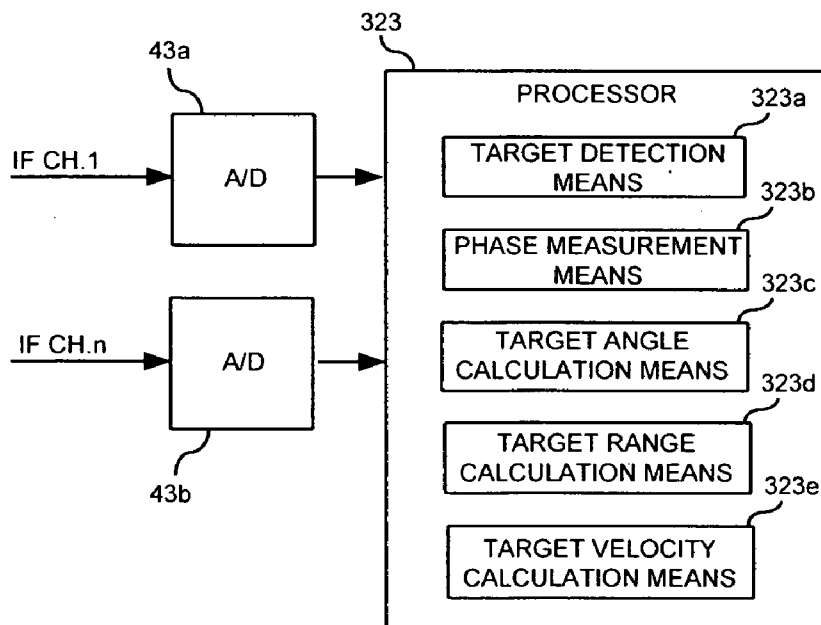 43a
323
PROCESSOR
IF CH.1
A/D
323a
TARGET DETECTION
MEANS
323b
PHASE MEASUREMENT
MEANS
323c
TARGET ANGLE
CALCULATION MEANS
IF CH.n
A/D
43b
323d
TARGET RANGE
CALCULATION MEANS
323e
TARGET VELOCITY
CALCULATION MEANS